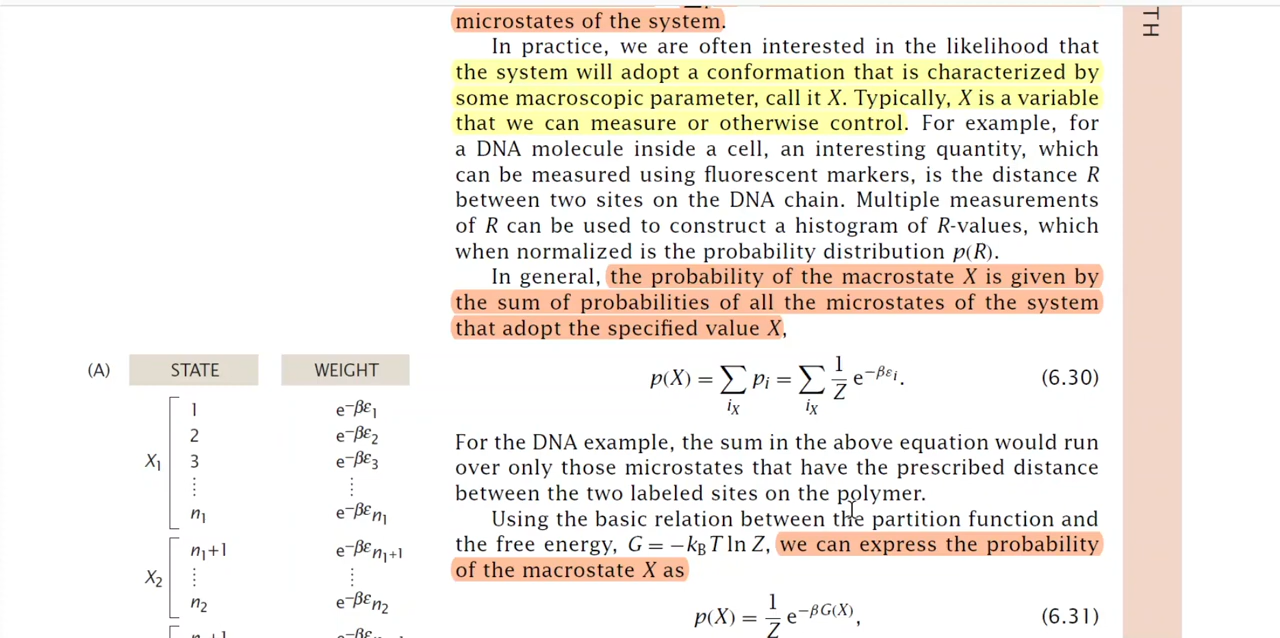 microstates of the system.
In practice, we are often interested in the likelihood that
the system will adopt a conformation that is characterized by
some macroscopic parameter, call it X. Typically, X is a variable
that we can measure or otherwise control. For example, for
a DNA molecule inside a cell, an interesting quantity, which
can be measured using fluorescent markers, is the distance R
between two sites on the DNA chain. Multiple measurements
of R can be used to construct a histogram of R-values, which
when normalized is the probability distribution p(R).
In general, the probability of the macrostate X is given by
the sum of probabilities of all the microstates of the system
that adopt the specified value X,
p(X) = ∑_{i_X} p_i = ∑_{i_X} 1/Z e^{−βε_i}. (6.30)
For the DNA example, the sum in the above equation would run
over only those microstates that have the prescribed distance
between the two labeled sites on the polymer.
Using the basic relation between the partition function and
the free energy, G = −k_B T ln Z, we can express the probability
of the macrostate X as
p(X) = 1/Z e^{−βG(X)}, (6.31)
(A) STATE WEIGHT
X_1
1 e^{−βε_1}
2 e^{−βε_2}
3 e^{−βε_3}
⋮ ⋮
n_1 e^{−βε_{n_1}}
X_2
n_1+1 e^{−βε_{n_1+1}}
⋮ ⋮
n_2 e^{−βε_{n_2}}
TH